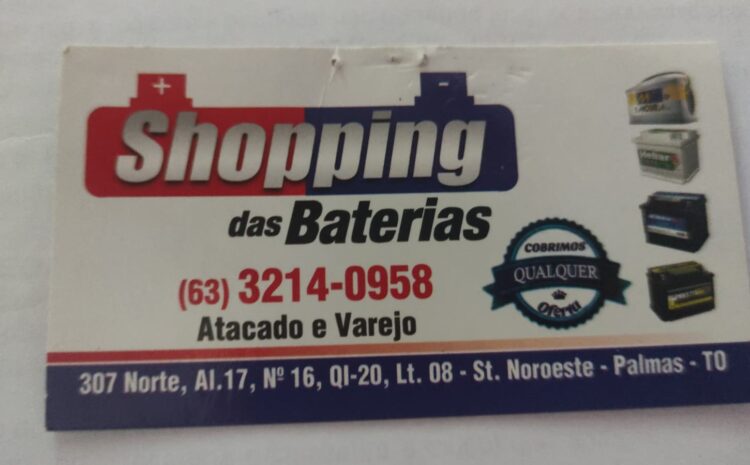 + -
Shopping
das Baterias
(63) 3214-0958
Atacado e Varejo
COBRIMOS
QUALQUER
Oferta
307 Norte, Al.17, Nº 16, QI-20, Lt. 08 - St. Noroeste - Palmas - TO